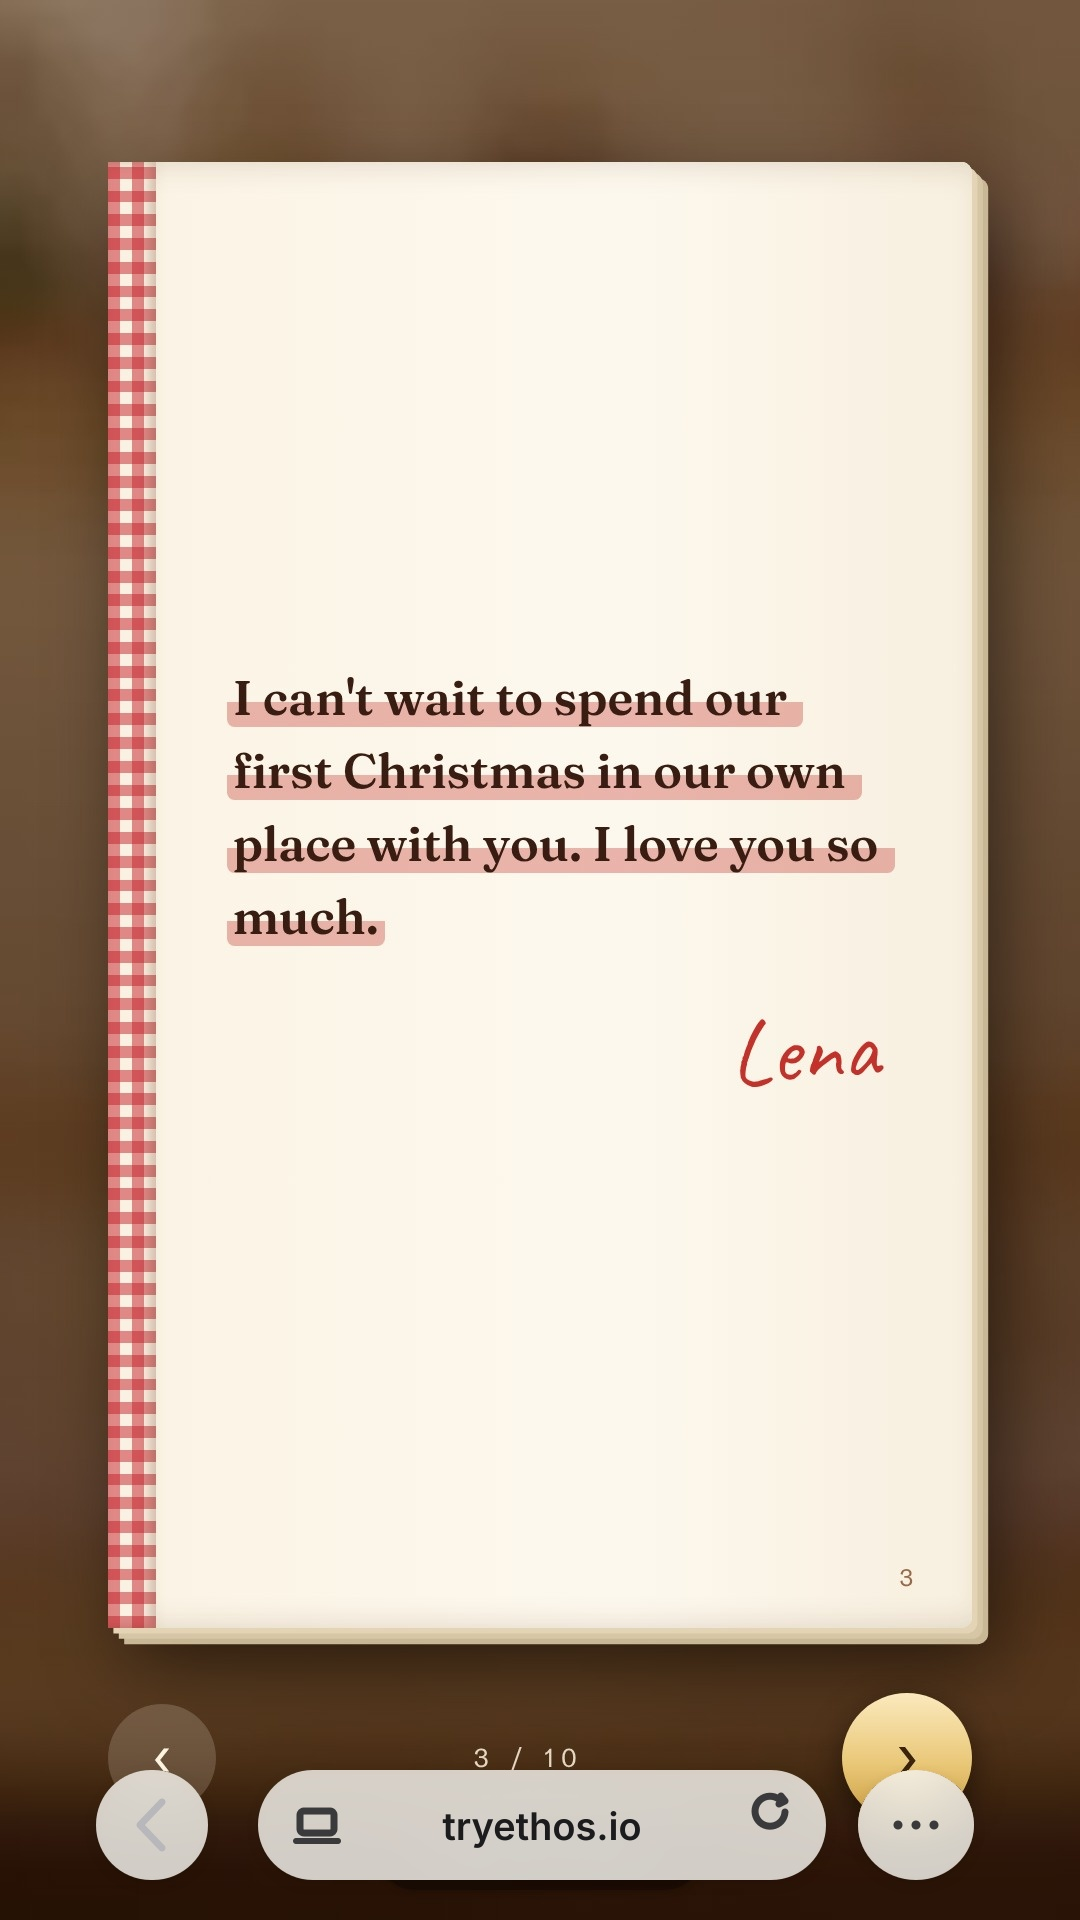 I can't wait to spend our
first Christmas in our own
place with you. I love you so
much.
Lena
3
3 / 10
tryethos.io